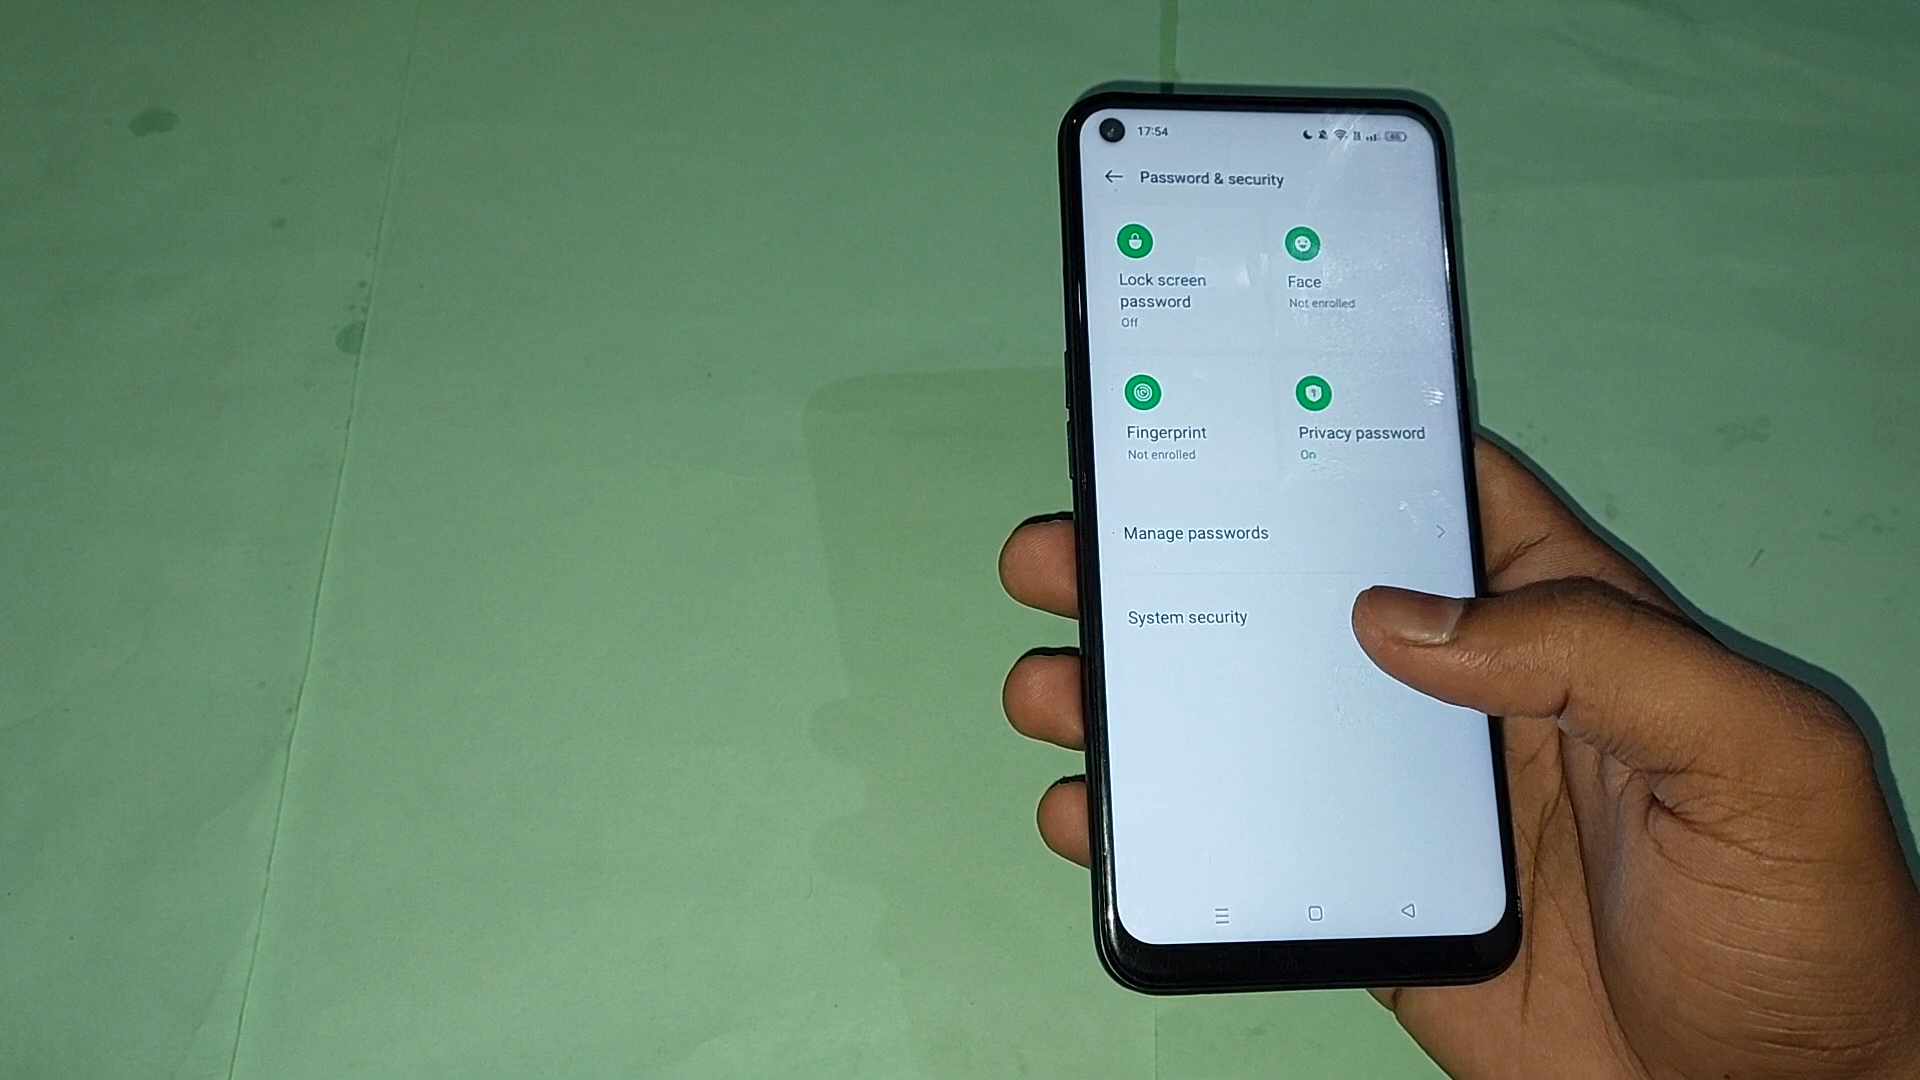 17:54
Password & security
Lock screen
password
Off
Face
Not enrolled
Fingerprint
Not enrolled
Privacy password
On
Manage passwords
System security